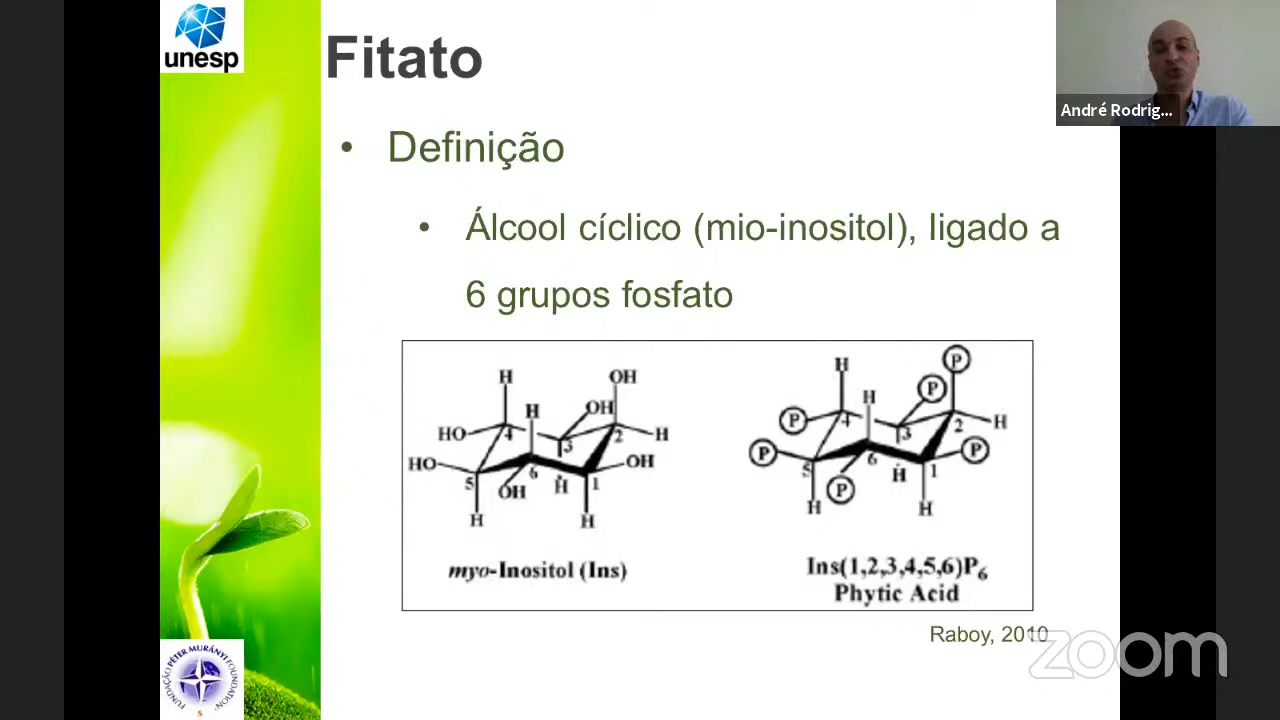 unesp
Fitato
André Rodrig...
• Definição
• Álcool cíclico (mio-inositol), ligado a
6 grupos fosfato
H
OH
H
OH
HO
4
3
2
H
HO
5
6
OH
H
1
OH
H
H
myo-Inositol (Ins)
H
P
H
P
P
4
3
2
H
P
5
6
P
H
1
P
H
H
Ins(1,2,3,4,5,6)P6
Phytic Acid
Raboy, 2010
zoom
FUNDAÇÃO PÉTER MURÁNYI FOUNDATION